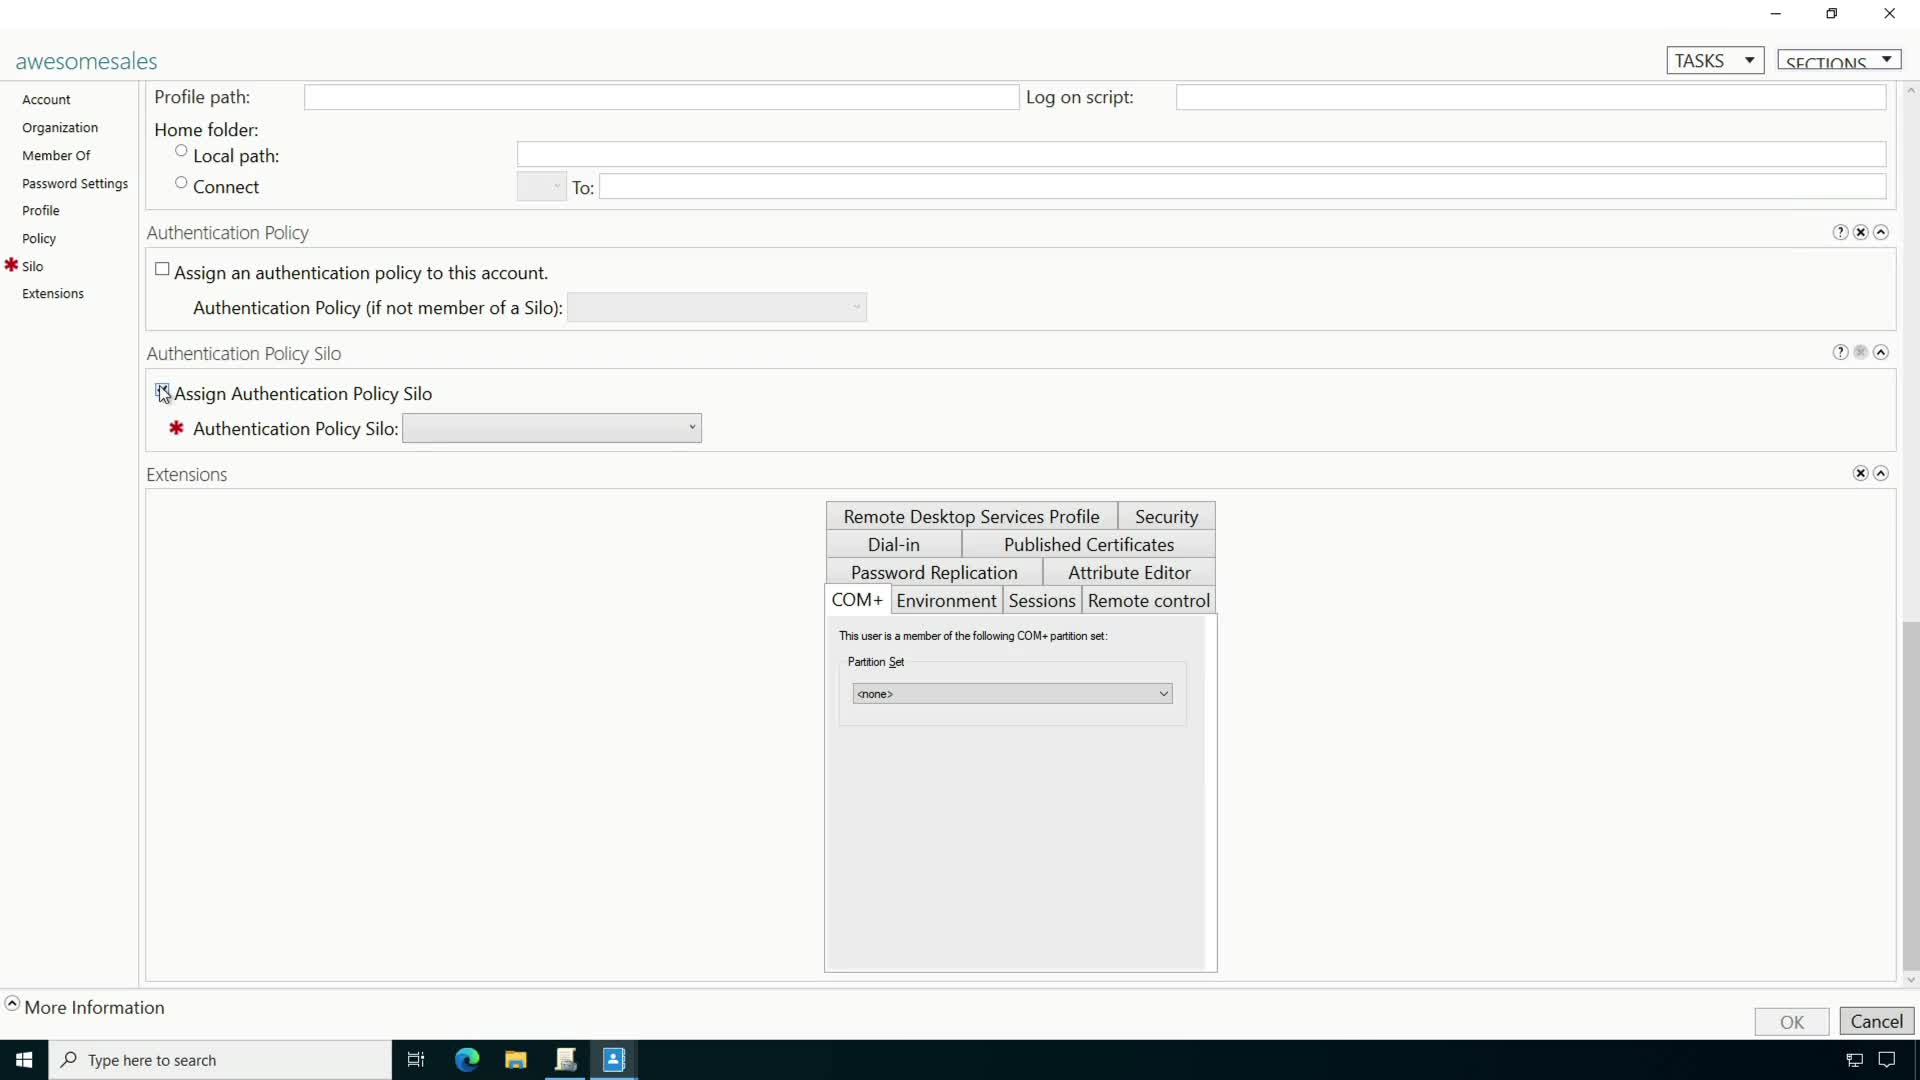 awesomesales
TASKS
SECTIONS
Account
Organization
Member Of
Password Settings
Profile
Policy
Silo
Extensions
Profile path:
Log on script:
Home folder:
Local path:
Connect
To:
Authentication Policy
Assign an authentication policy to this account.
Authentication Policy (if not member of a Silo):
Authentication Policy Silo
Assign Authentication Policy Silo
* Authentication Policy Silo:
Extensions
Remote Desktop Services Profile Security
Dial-in Published Certificates
Password Replication Attribute Editor
COM+ Environment Sessions Remote control
This user is a member of the following COM+ partition set:
Partition Set
<none>
More Information
OK Cancel
Type here to search